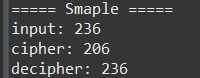 ===== Smaple =====
input: 236
cipher: 206
decipher: 236